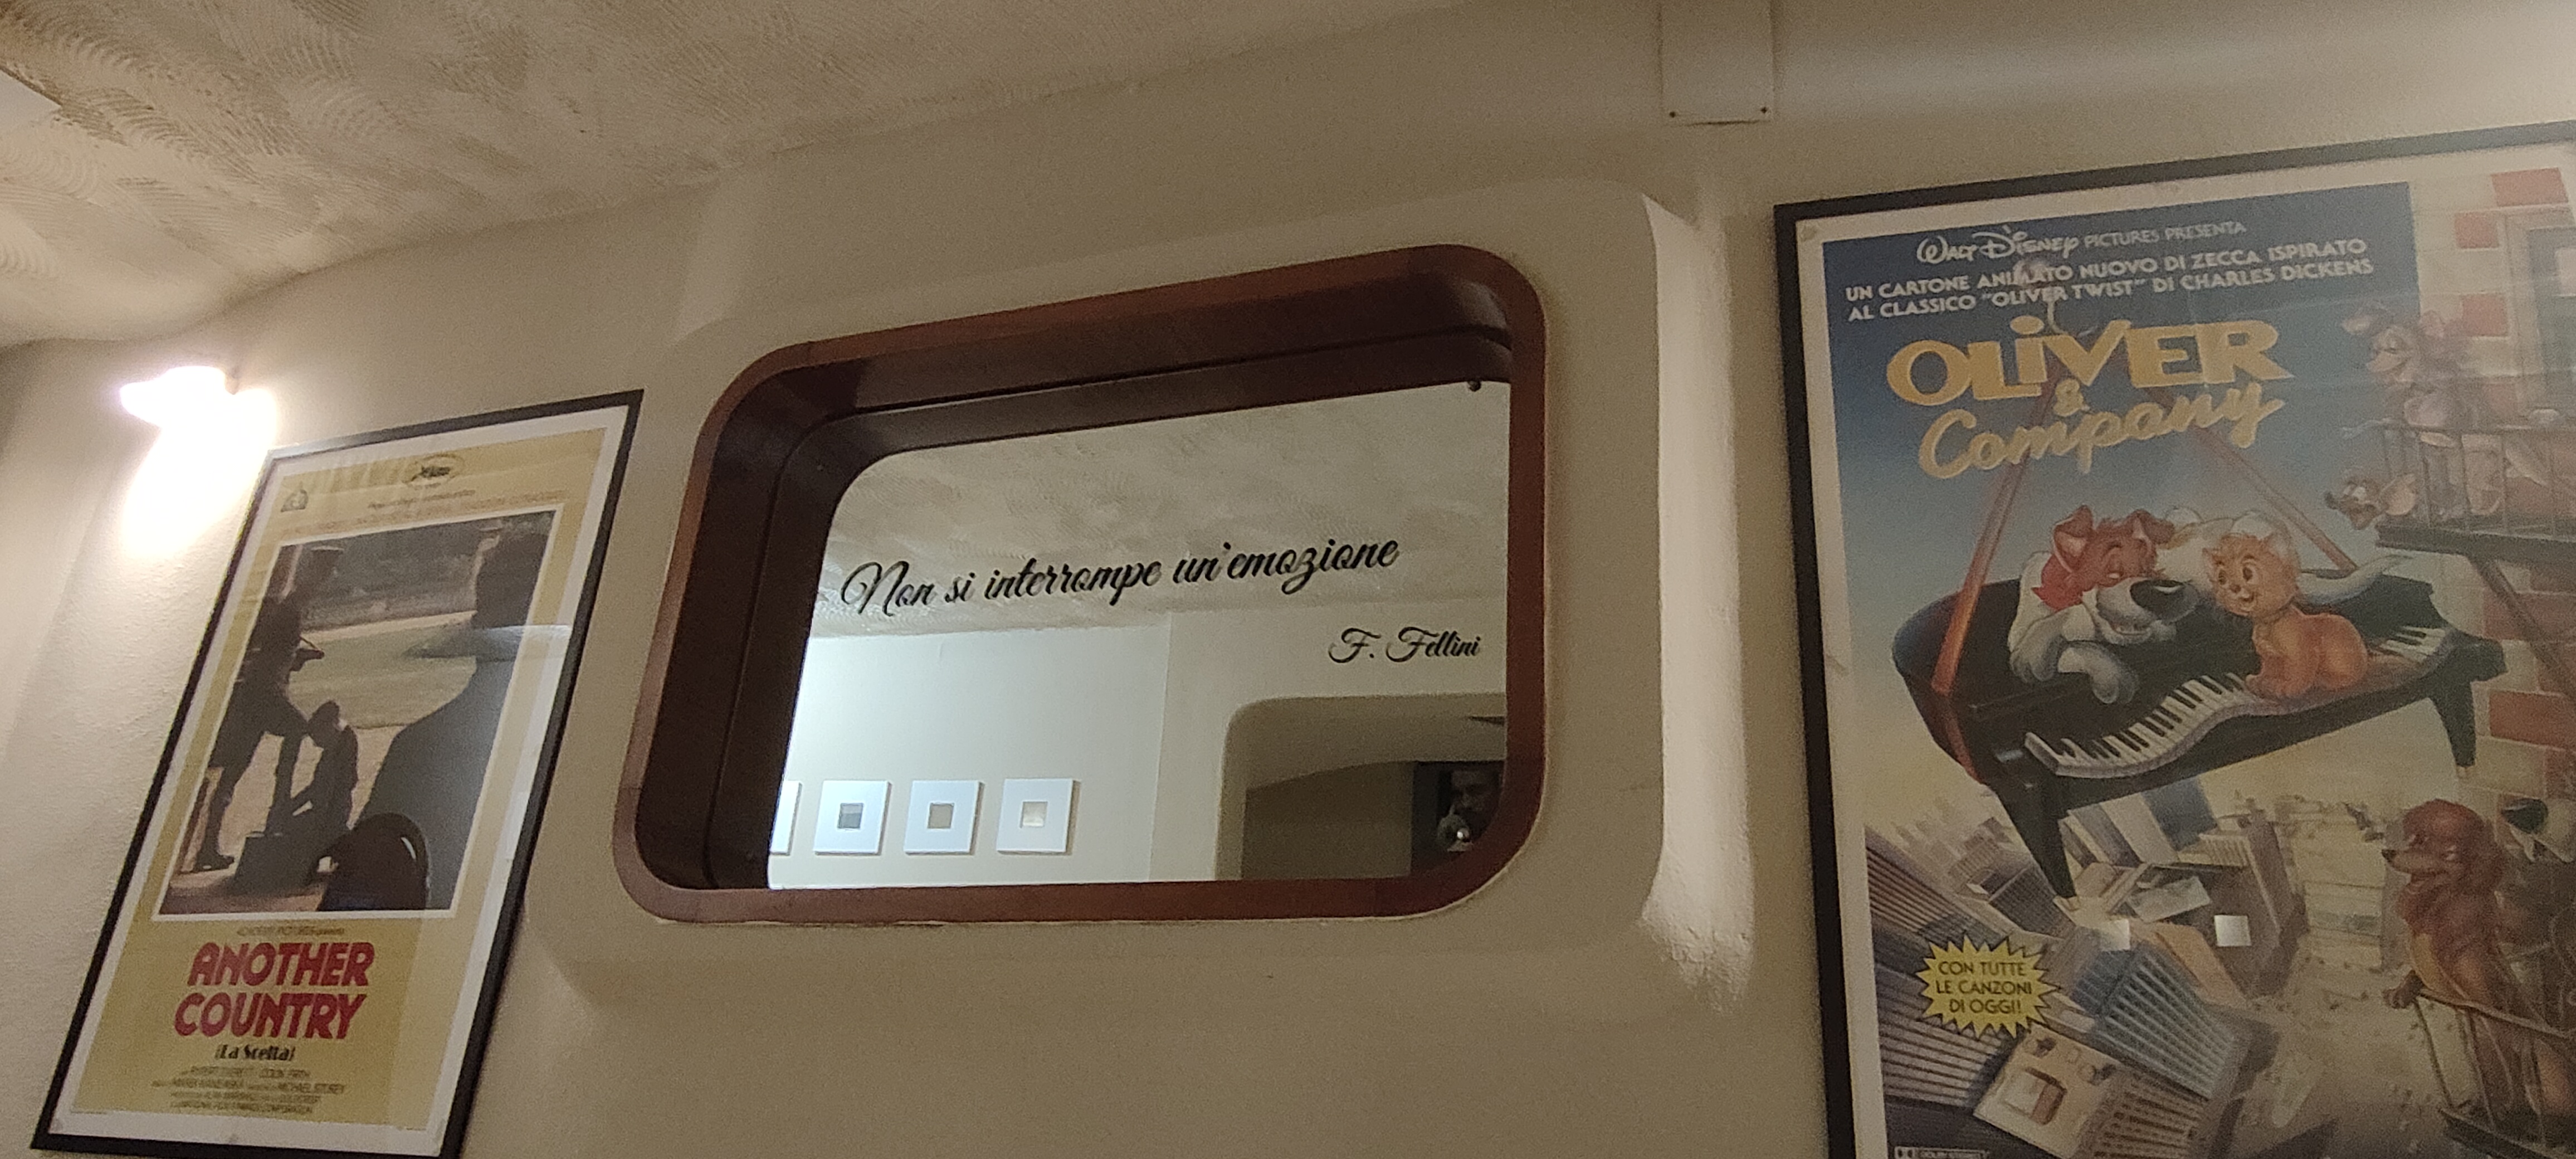 ANOTHER
COUNTRY
(La Scelta)
Non si interrompe un'emozione
F. Fellini
WALT DISNEY PICTURES PRESENTA
UN CARTONE ANIMATO NUOVO DI ZECCA ISPIRATO
AL CLASSICO "OLIVER TWIST" DI CHARLES DICKENS
OLiVER
&
Company
CON TUTTE
LE CANZONI
DI OGGI!